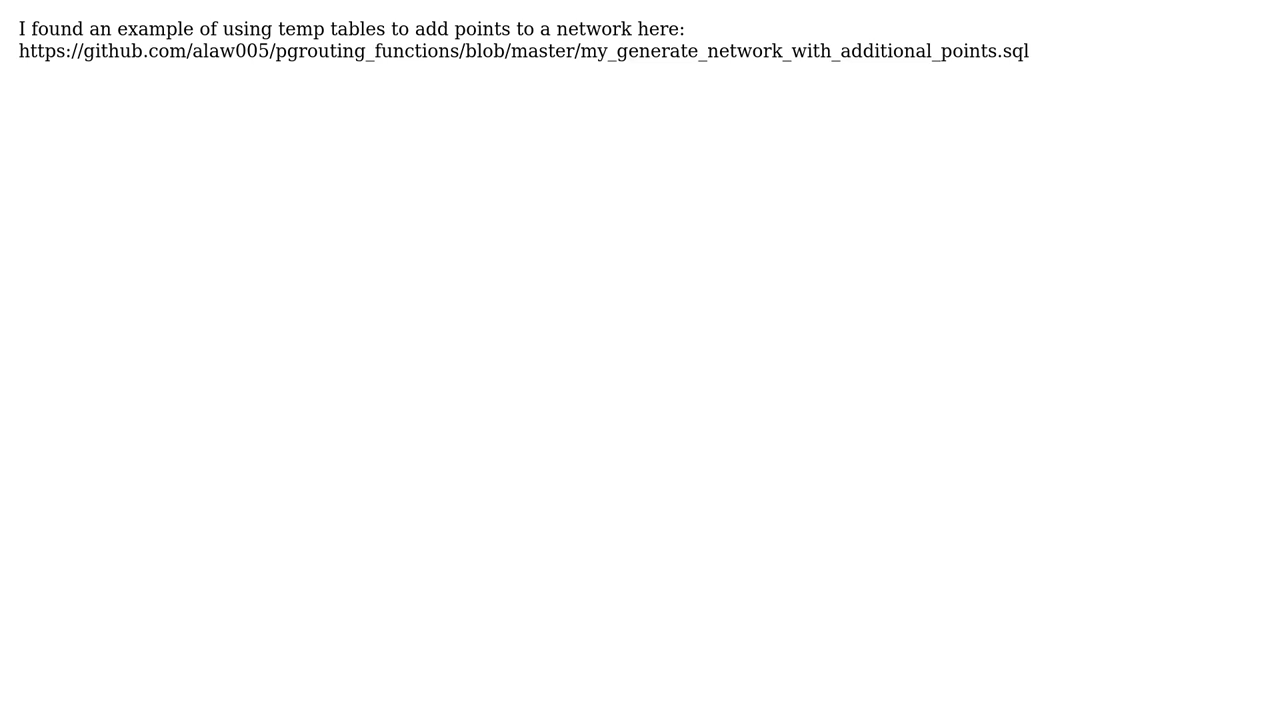 I found an example of using temp tables to add points to a network here:
https://github.com/alaw005/pgrouting_functions/blob/master/my_generate_network_with_additional_points.sql